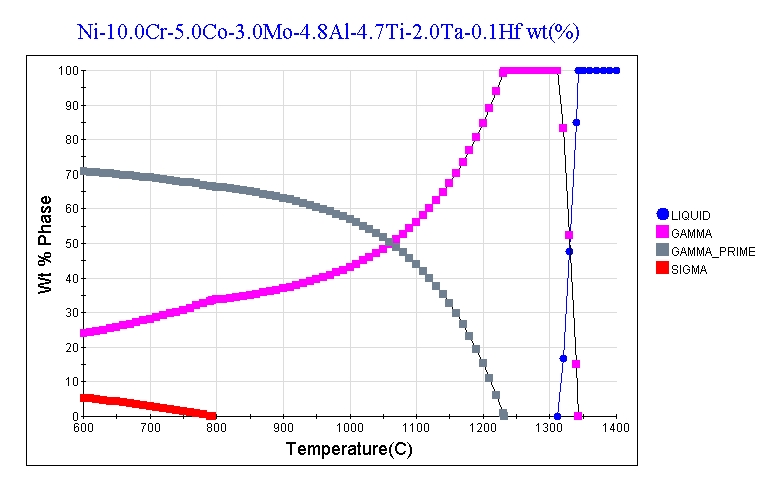 Ni-10.0Cr-5.0Co-3.0Mo-4.8Al-4.7Ti-2.0Ta-0.1Hf wt(%)
100
90
80
70
60
50
40
30
20
10
0
Wt % Phase
600 700 800 900 1000 1100 1200 1300 1400
Temperature(C)
LIQUID
GAMMA
GAMMA_PRIME
SIGMA